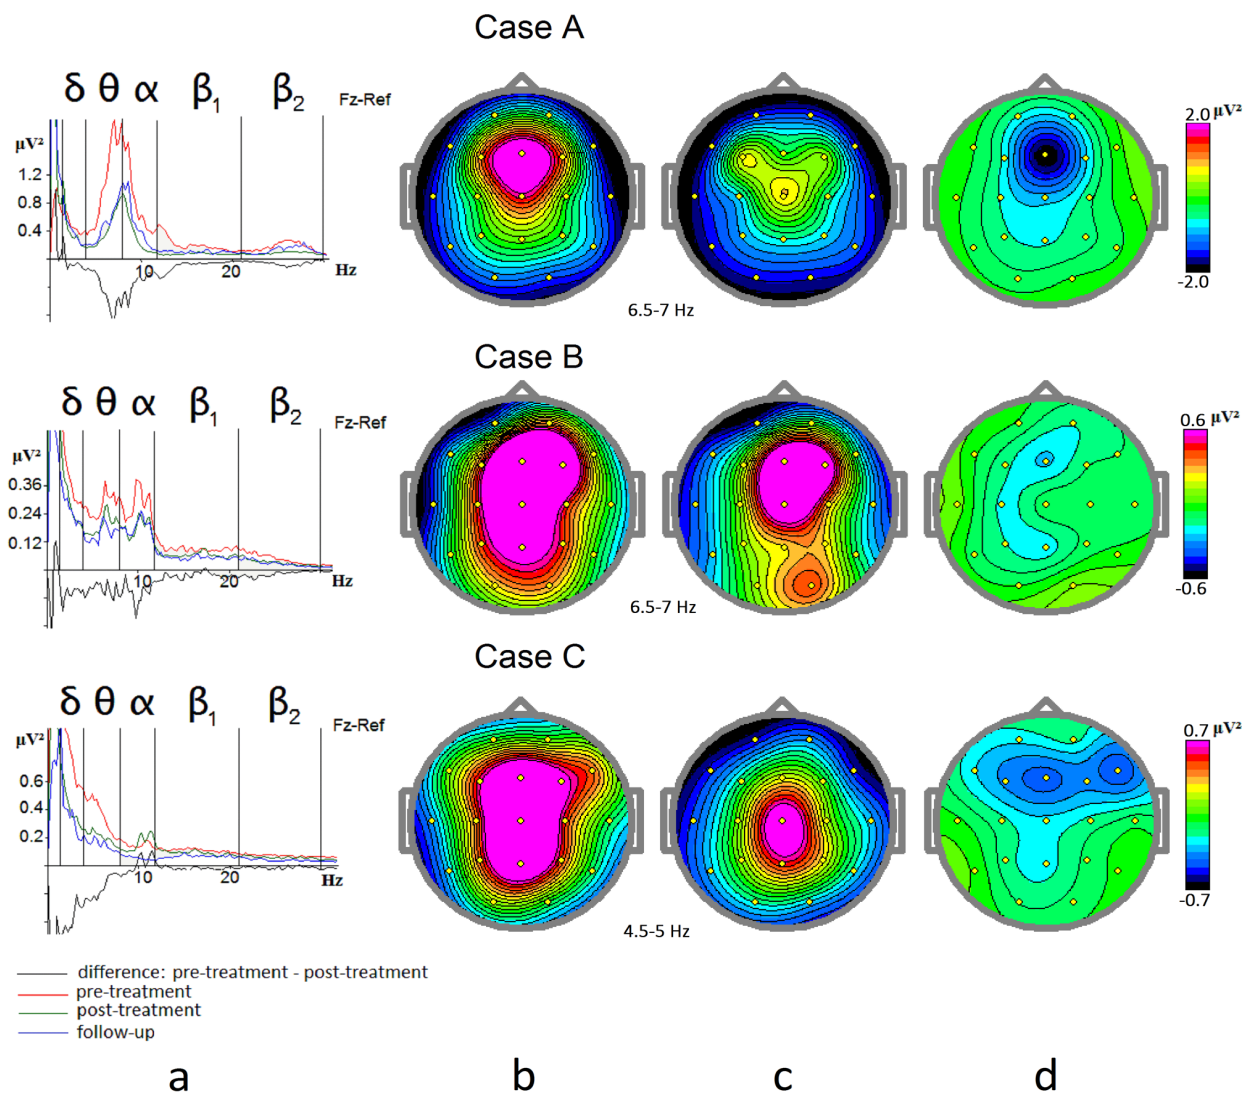 Case A
δ θ α β1 β2 Fz-Ref
μV²
1.2
0.8
0.4
10 20 Hz
6.5-7 Hz
2.0 μV²
-2.0
Case B
δ θ α β1 β2 Fz-Ref
μV²
0.36
0.24
0.12
10 20 Hz
6.5-7 Hz
0.6 μV²
-0.6
Case C
δ θ α β1 β2 Fz-Ref
μV²
0.6
0.4
0.2
10 20 Hz
4.5-5 Hz
0.7 μV²
-0.7
difference: pre-treatment - post-treatment
pre-treatment
post-treatment
follow-up
a b c d